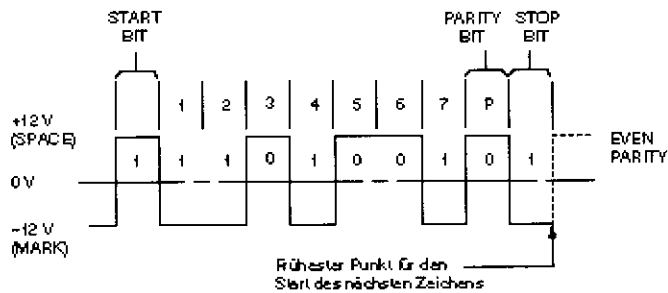 START BIT
PARITY BIT
STOP BIT
1 2 3 4 5 6 7 P
+12 V (SPACE)
1 1 1 0 1 0 0 1 0 1
EVEN PARITY
0 V
-12 V (MARK)
Rühester Punkt für den
Start des nächsten Zeichens